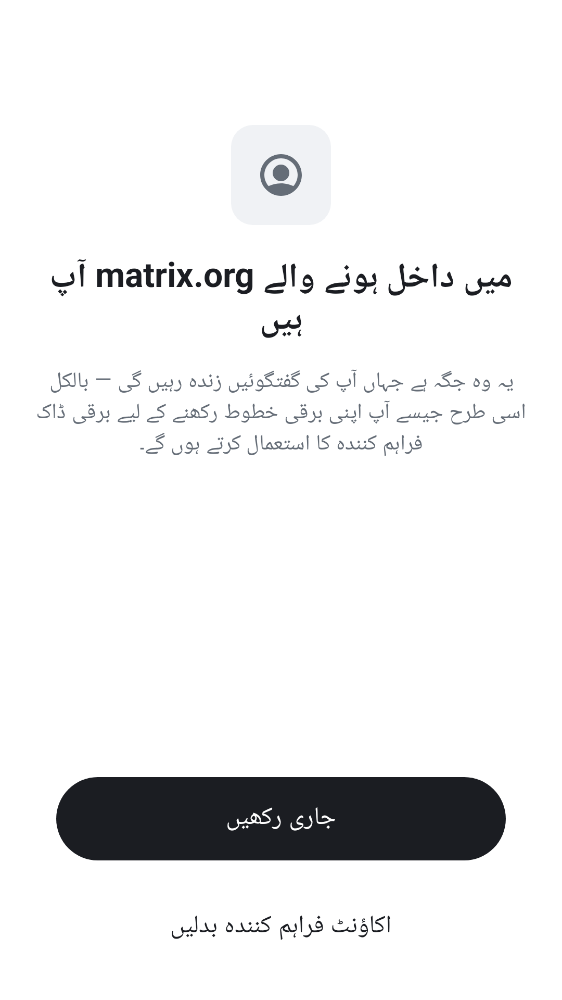 میں داخل ہونے والے matrix.org آپ
ہیں
یہ وہ جگہ ہے جہاں آپ کی گفتگوئیں زندہ رہیں گی — بالکل
اسی طرح جیسے آپ اپنی برقی خطوط رکھنے کے لیے برقی ڈاک
فراہم کنندہ کا استعمال کرتے ہوں گے۔
جاری رکھیں
اکاؤنٹ فراہم کنندہ بدلیں